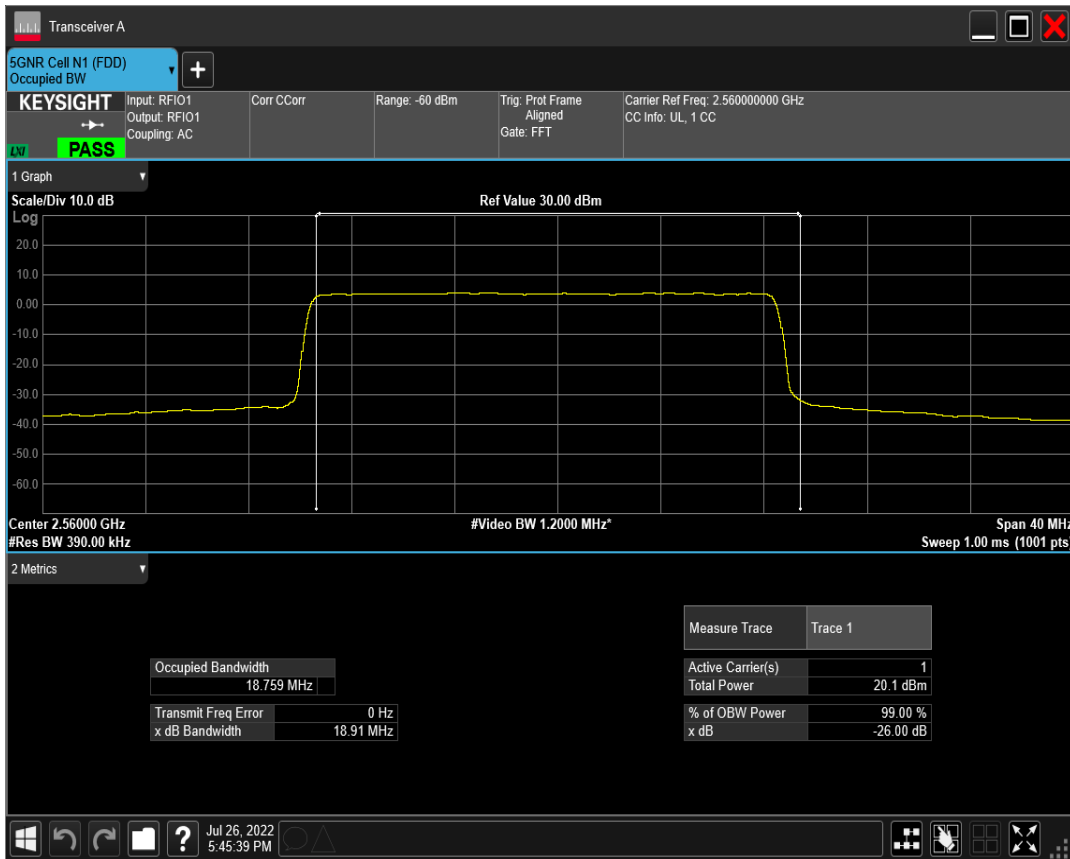 Transceiver A
5GNR Cell N1 (FDD)
Occupied BW
+
KEYSIGHT
LXI
PASS
Input: RFIO1
Output: RFIO1
Coupling: AC
Corr CCorr
Range: -60 dBm
Trig: Prot Frame
Aligned
Gate: FFT
Carrier Ref Freq: 2.560000000 GHz
CC Info: UL, 1 CC
1 Graph
Scale/Div 10.0 dB
Ref Value 30.00 dBm
Log
20.0
10.0
0.00
-10.0
-20.0
-30.0
-40.0
-50.0
-60.0
Center 2.56000 GHz
#Video BW 1.2000 MHz*
Span 40 MHz
#Res BW 390.00 kHz
Sweep 1.00 ms (1001 pts)
2 Metrics
Measure Trace Trace 1
Occupied Bandwidth
18.759 MHz
Active Carrier(s) 1
Total Power 20.1 dBm
Transmit Freq Error 0 Hz
x dB Bandwidth 18.91 MHz
% of OBW Power 99.00 %
x dB -26.00 dB
?
Jul 26, 2022
5:45:39 PM